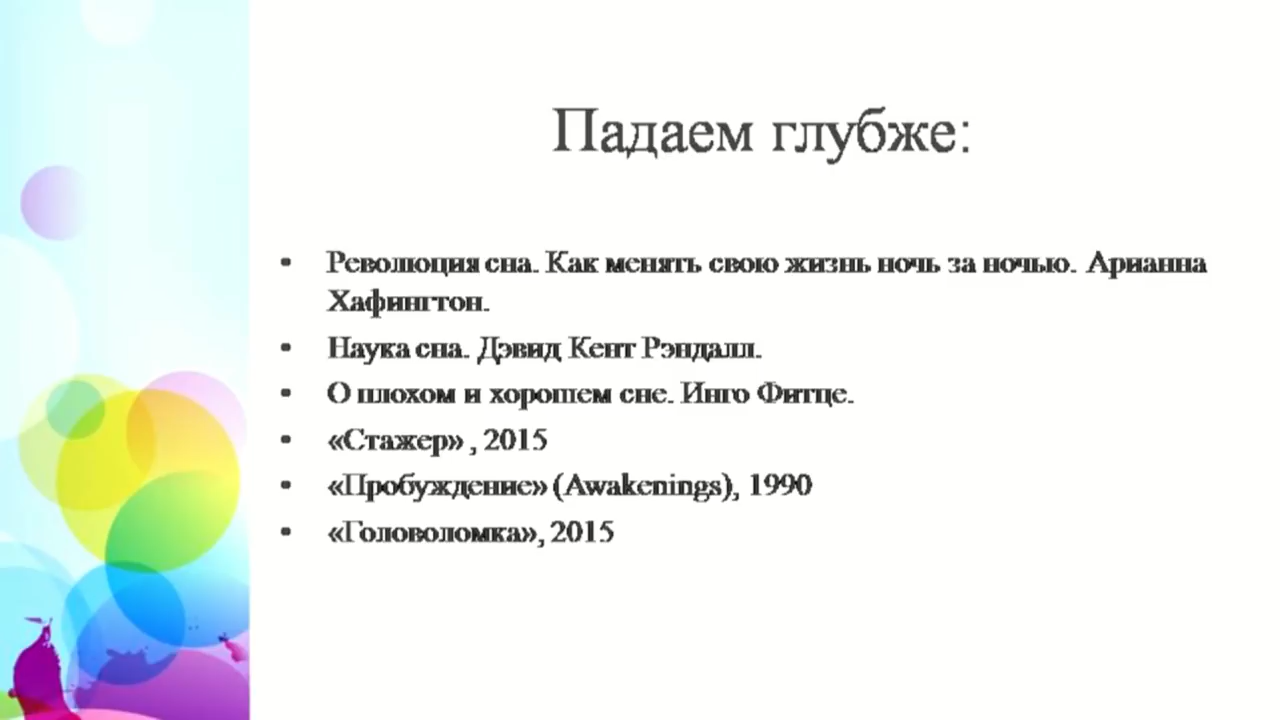 Падаем глубже:
• Революция сна. Как менять свою жизнь ночь за ночью. Арианна
Хафингтон.
• Наука сна. Дэвид Кент Рэндалл.
• О плохом и хорошем сне. Инго Фитце.
• «Стажер» , 2015
• «Пробуждение» (Awakenings), 1990
• «Головоломка», 2015